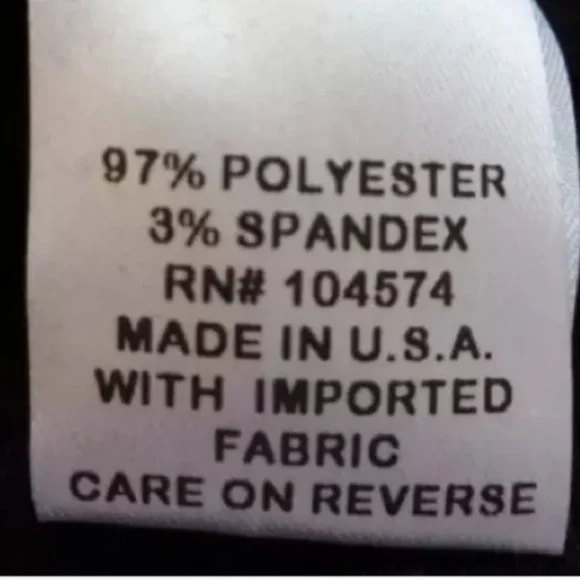 97% POLYESTER
3% SPANDEX
RN# 104574
MADE IN U.S.A.
WITH IMPORTED
FABRIC
CARE ON REVERSE